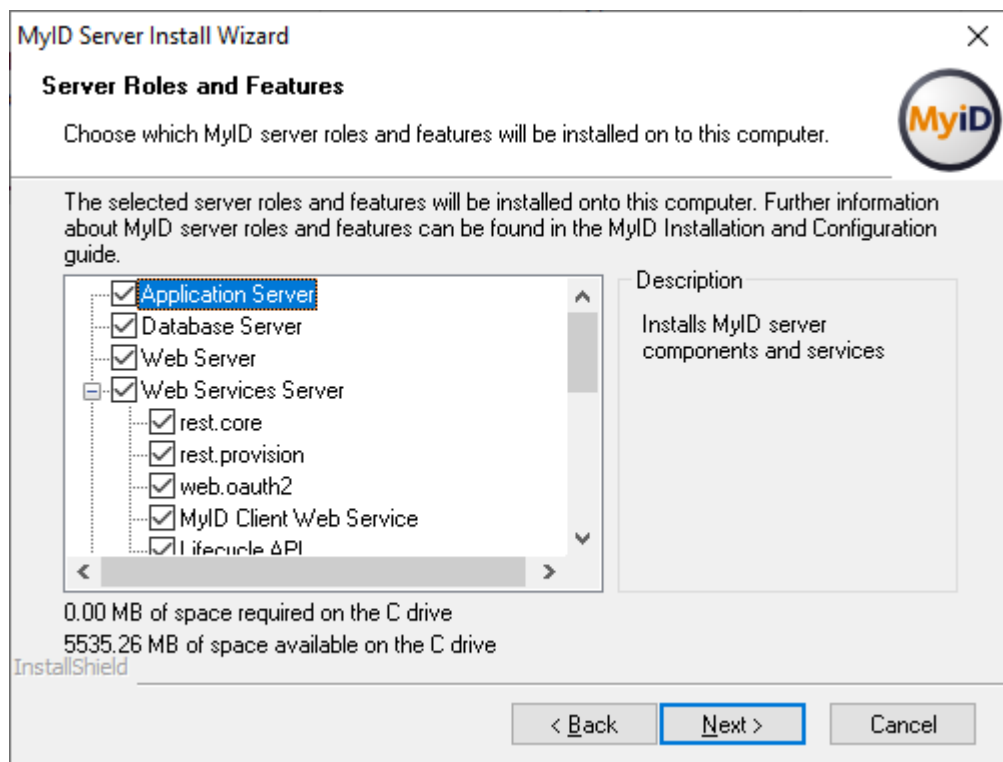 MyID Server Install Wizard
Server Roles and Features
Choose which MyID server roles and features will be installed on to this computer.
MyiD
The selected server roles and features will be installed onto this computer. Further information
about MyID server roles and features can be found in the MyID Installation and Configuration
guide.
Application Server
Database Server
Web Server
Web Services Server
rest.core
rest.provision
web.oauth2
MyID Client Web Service
Lifecycle API
Description
Installs MyID server
components and services
0.00 MB of space required on the C drive
5535.26 MB of space available on the C drive
InstallShield
< Back
Next >
Cancel